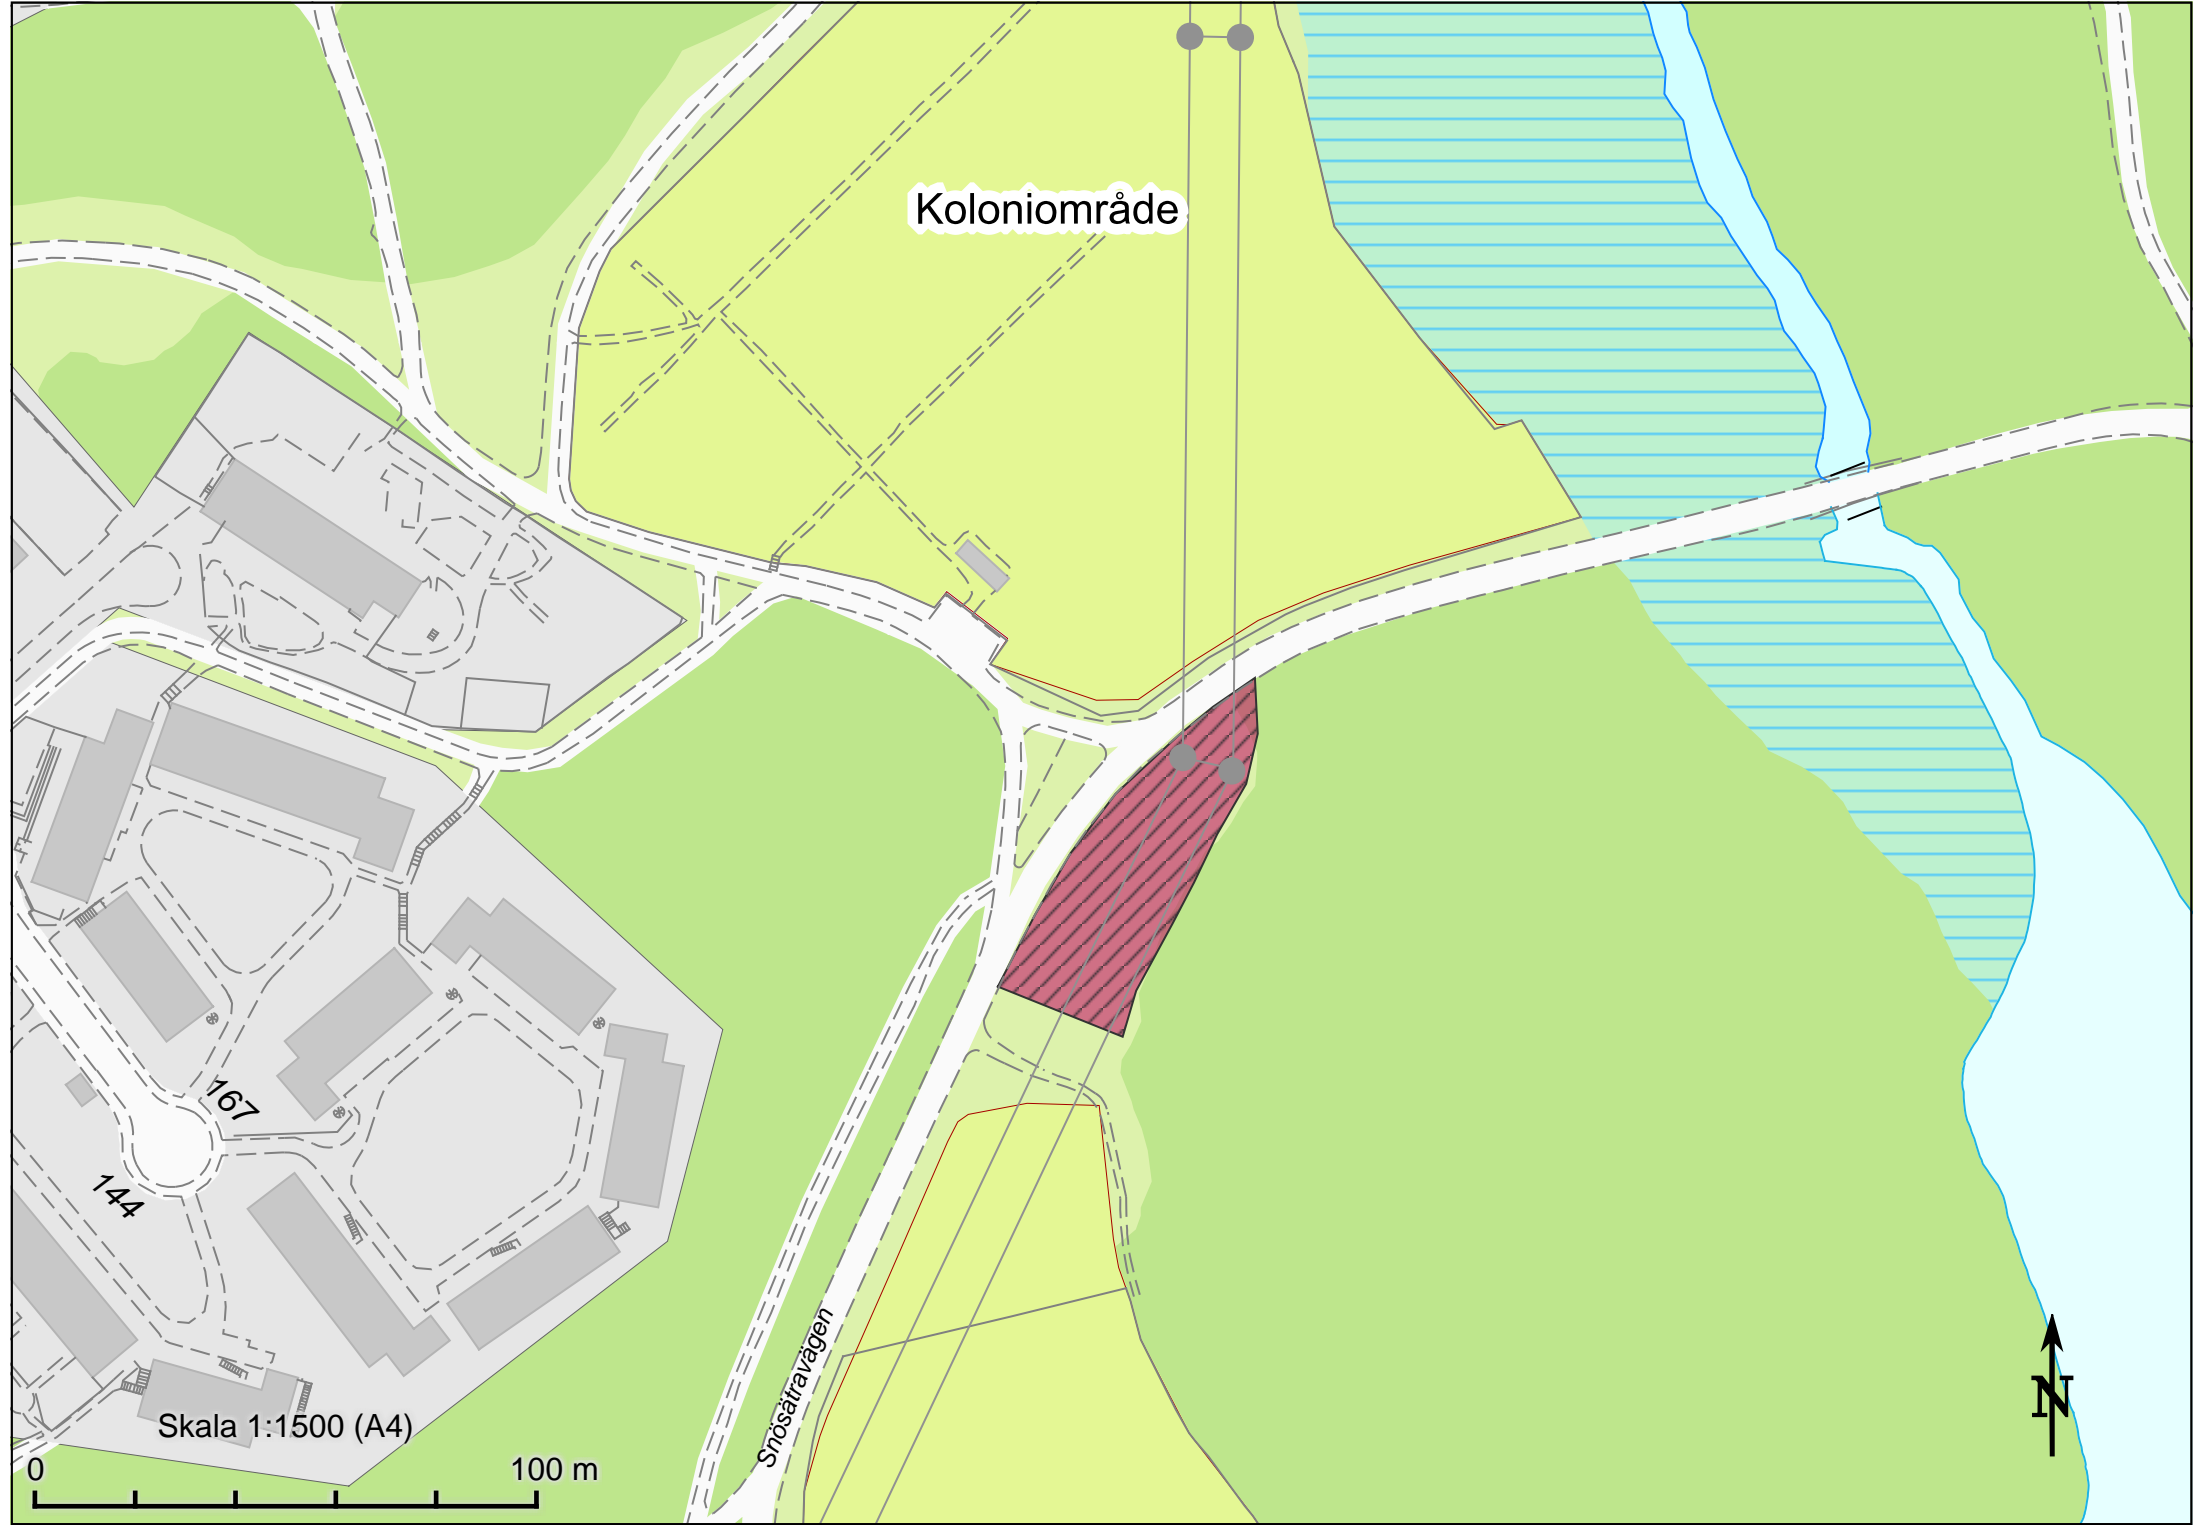 Koloniområde
167
144
Snösätravägen
Skala 1:1500 (A4)
0 100 m
N